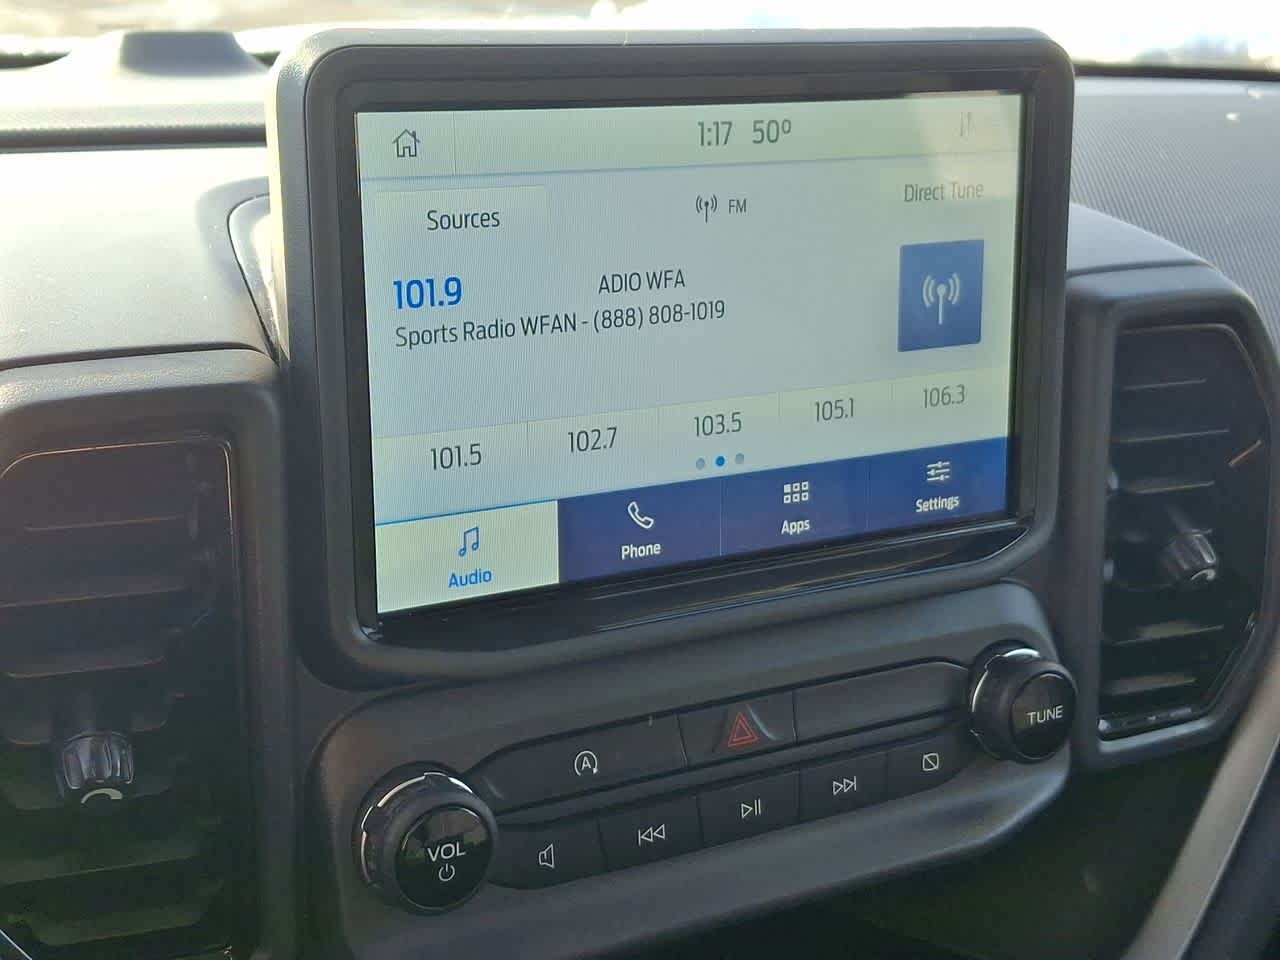 1:17 50°
Sources
FM
Direct Tune
101.9
ADIO WFA
Sports Radio WFAN - (888) 808-1019
101.5 102.7 103.5 105.1 106.3
Audio Phone Apps Settings
A
TUNE
VOL